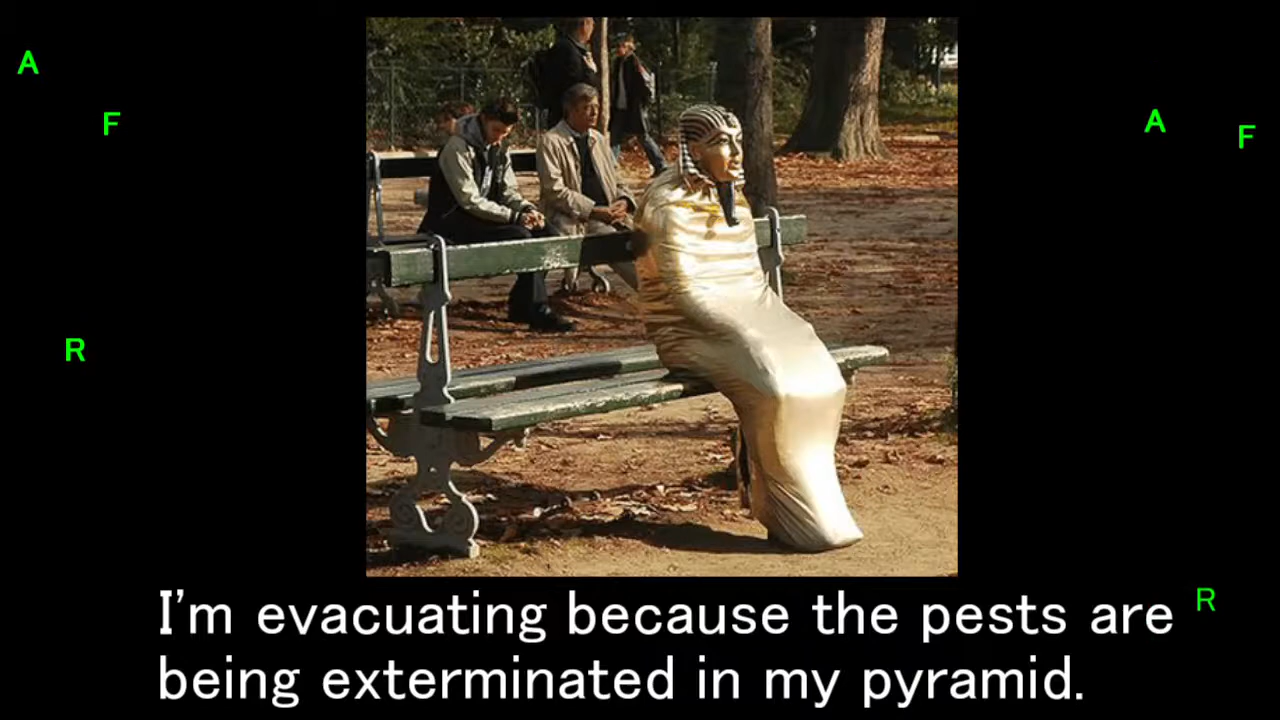 A
F
A
F
R
R
I'm evacuating because the pests are
being exterminated in my pyramid.